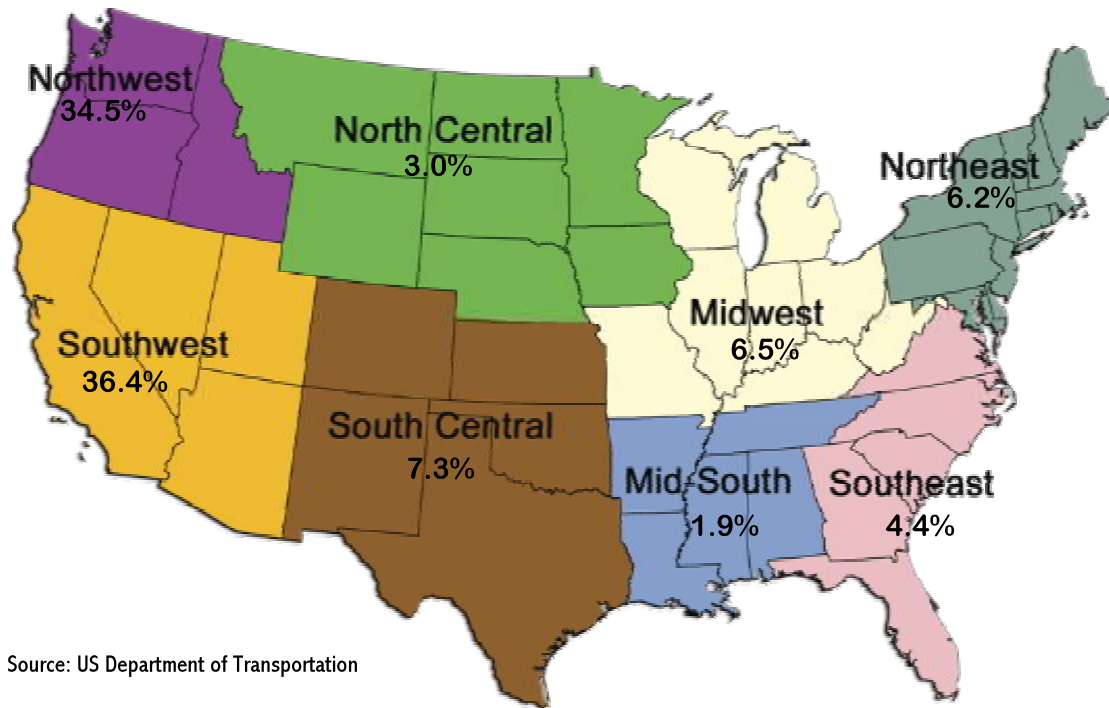 Northwest
34.5%
North Central
3.0%
Northeast
6.2%
Midwest
6.5%
Southwest
36.4%
South Central
7.3%
Mid-South
1.9%
Southeast
4.4%
Source: US Department of Transportation